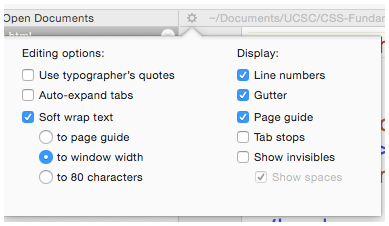 Open Documents
~/Documents/UCSC/CSS-Fundar
html
Editing options:
Use typographer's quotes
Auto-expand tabs
Soft wrap text
to page guide
to window width
to 80 characters
Display:
Line numbers
Gutter
Page guide
Tab stops
Show invisibles
Show spaces